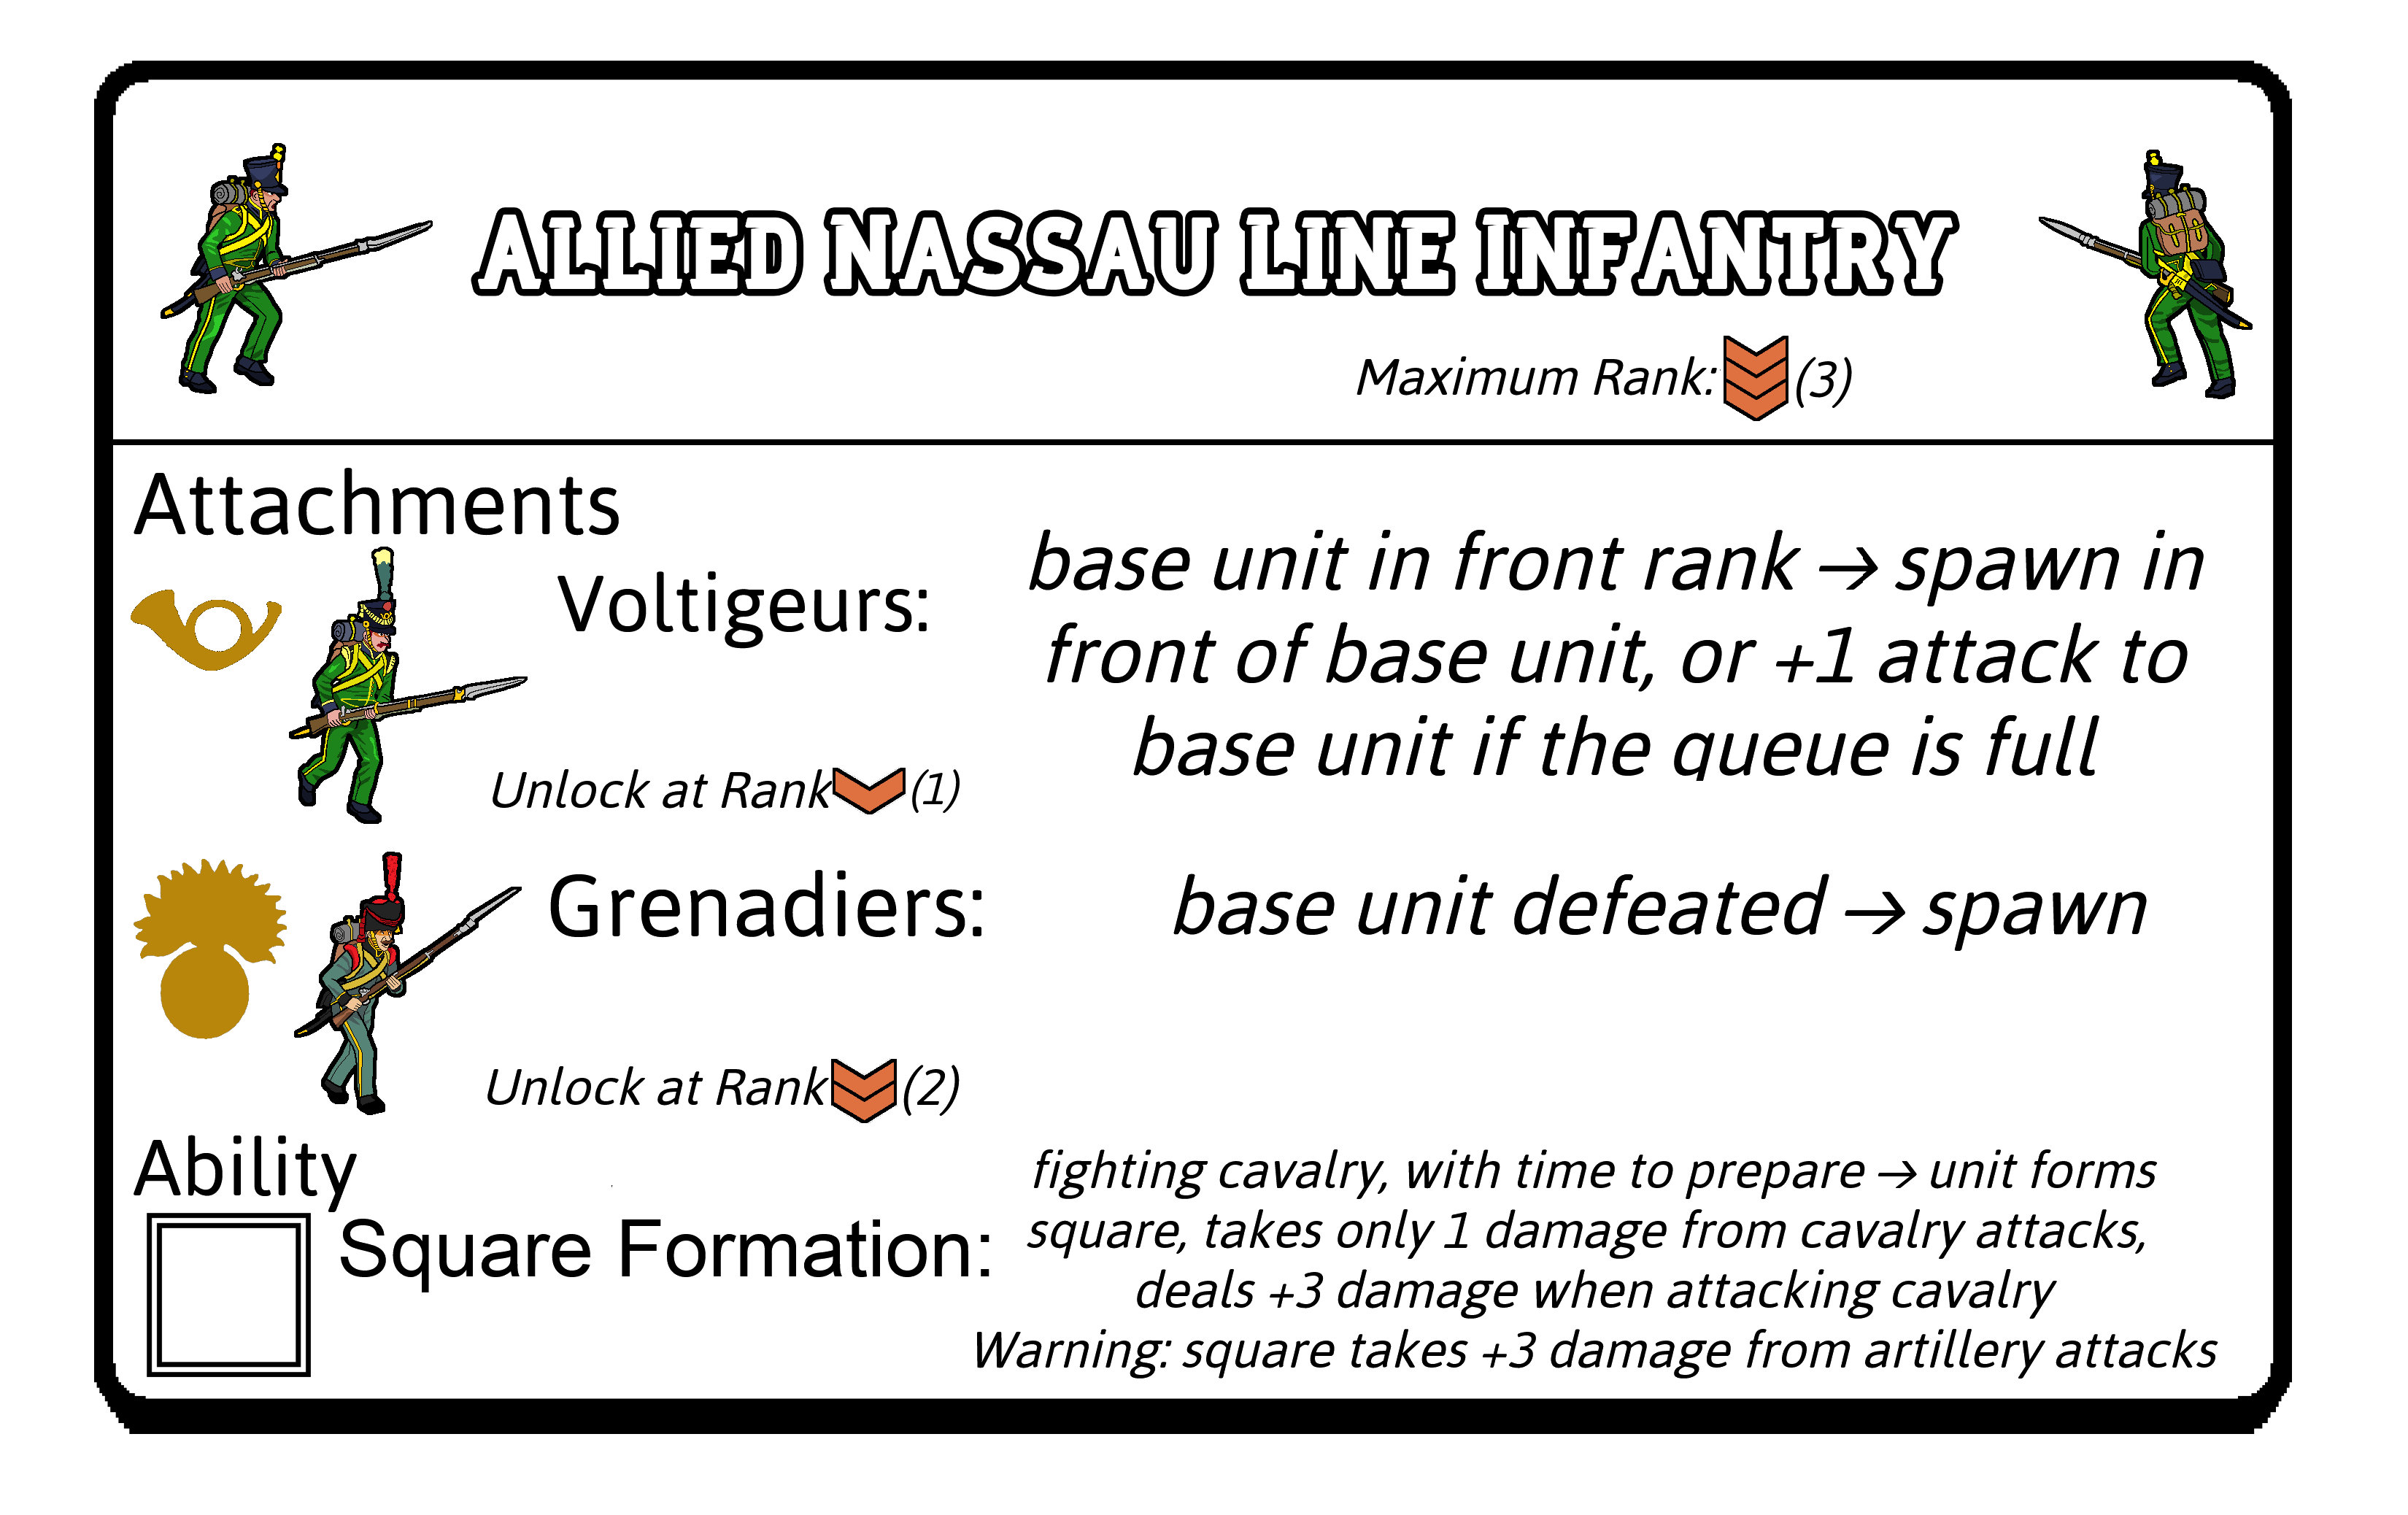 Allied Nassau Line Infantry
Maximum Rank: (3)
Attachments
Voltigeurs:
base unit in front rank → spawn in
front of base unit, or +1 attack to
base unit if the queue is full
Unlock at Rank (1)
Grenadiers:
base unit defeated → spawn
Unlock at Rank (2)
Ability
Square Formation:
fighting cavalry, with time to prepare → unit forms
square, takes only 1 damage from cavalry attacks,
deals +3 damage when attacking cavalry
Warning: square takes +3 damage from artillery attacks